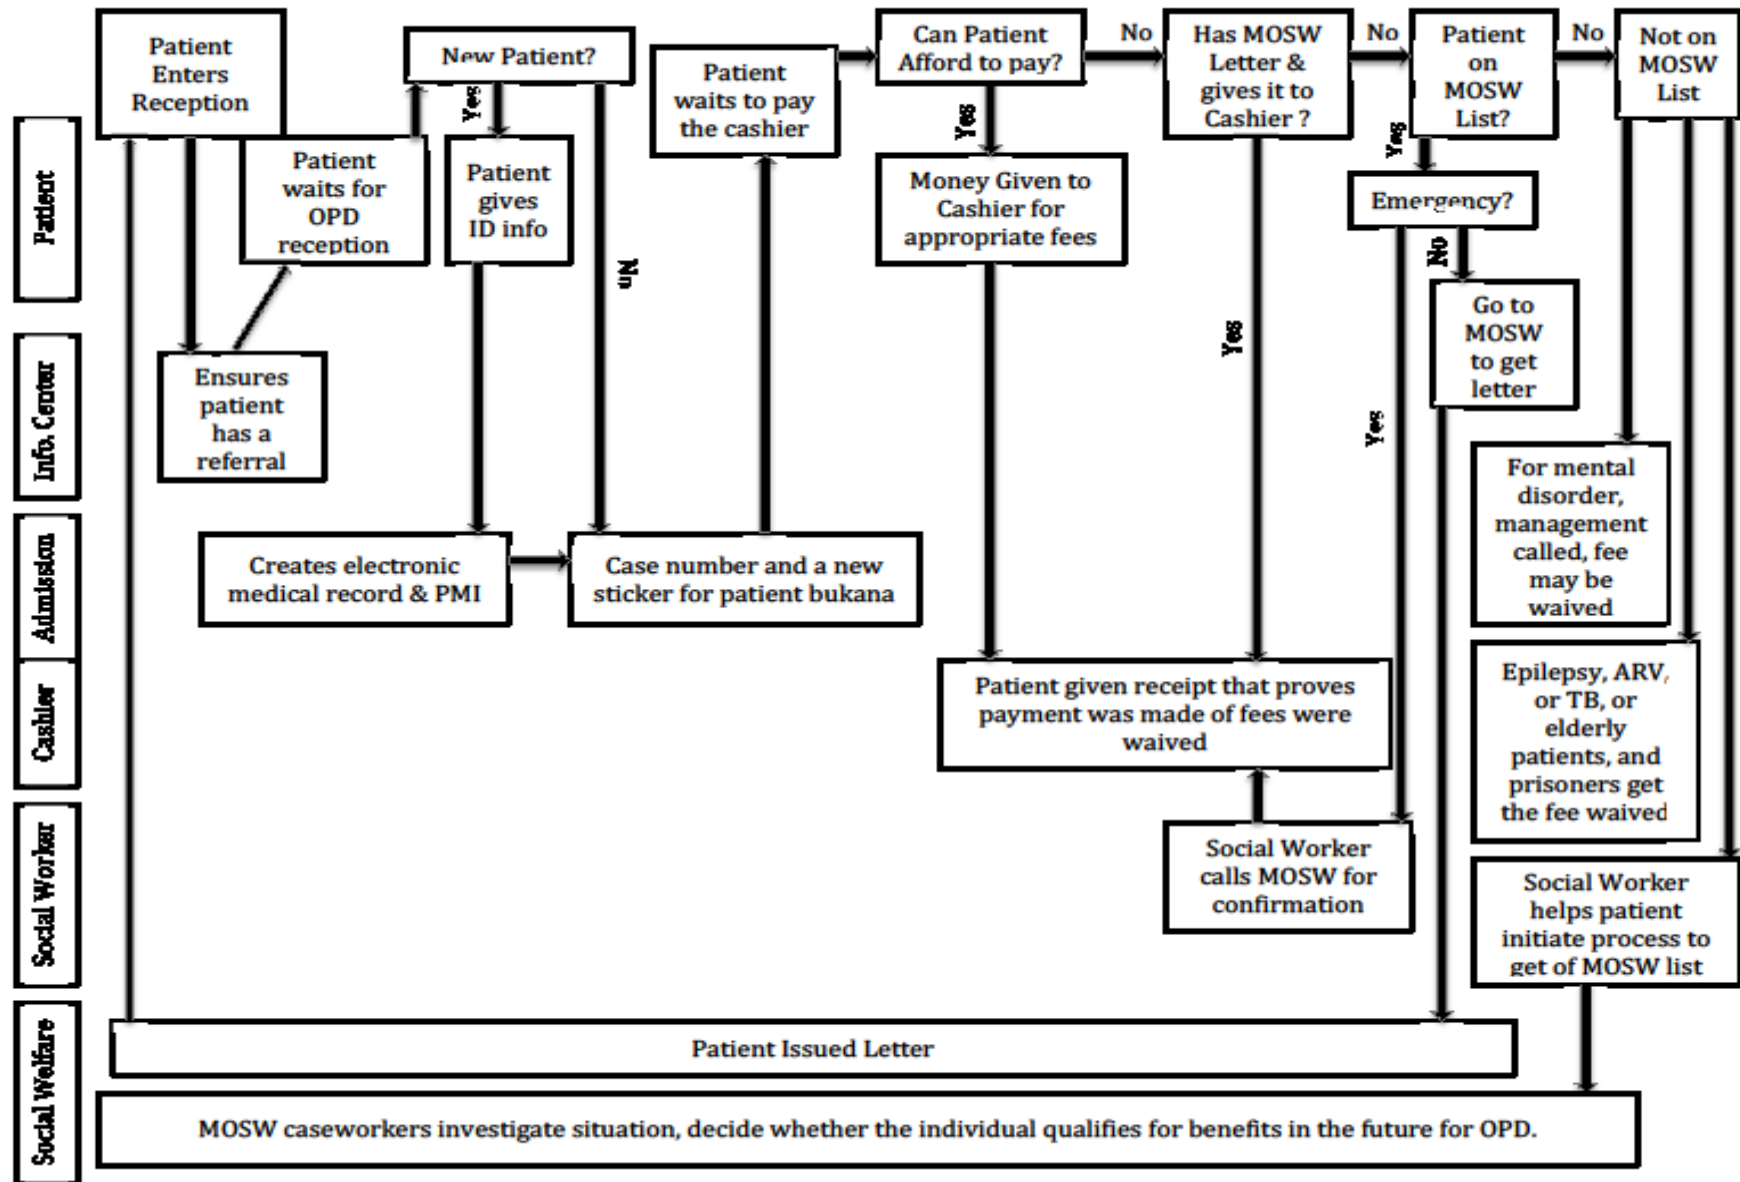 Patient
Enters
Reception
New Patient?
Patient
waits to pay
the cashier
Can Patient
Afford to pay?
No
Has MOSW
Letter &
gives it to
Cashier ?
No
Patient
on
MOSW
List?
No
Not on
MOSW
List
Patient
Patient
waits for
OPD
reception
Yes
Patient
gives
ID info
No
Yes
Money Given to
Cashier for
appropriate fees
Yes
Yes
Emergency?
No
Yes
Go to
MOSW
to get
letter
Info. Center
Ensures
patient
has a
referral
For mental
disorder,
management
called, fee
may be
waived
Admission
Creates electronic
medical record & PMI
Case number and a new
sticker for patient bukana
Cashier
Patient given receipt that proves
payment was made of fees were
waived
Epilepsy, ARV,
or TB, or
elderly
patients, and
prisoners get
the fee waived
Social Worker
Social Worker
calls MOSW for
confirmation
Social Worker
helps patient
initiate process to
get of MOSW list
Social Welfare
Patient Issued Letter
MOSW caseworkers investigate situation, decide whether the individual qualifies for benefits in the future for OPD.